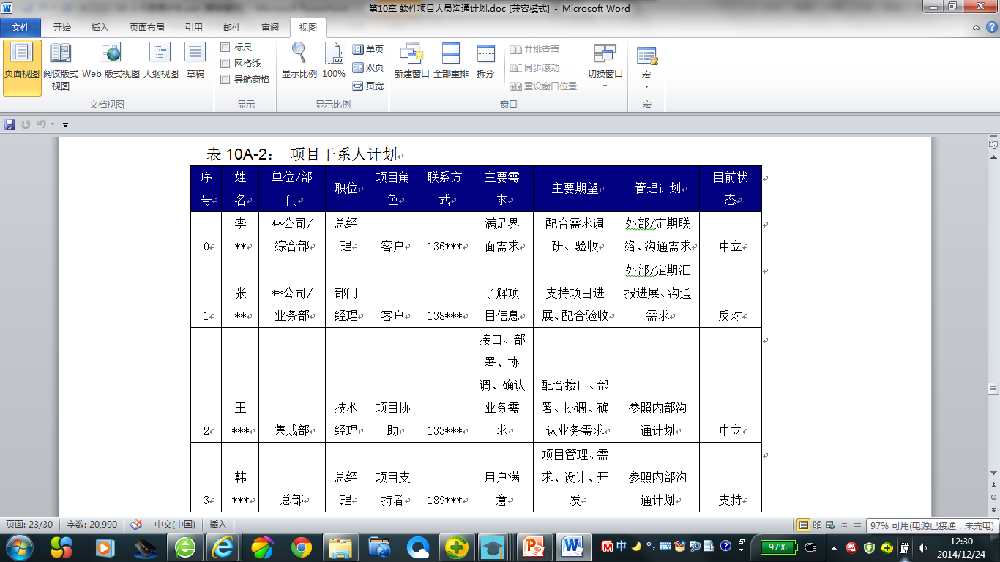 第10章 软件项目人员沟通计划.doc [兼容模式] - Microsoft Word
文件 开始 插入 页面布局 引用 邮件 审阅 视图
页面视图 阅读版式视图 Web 版式视图 大纲视图 草稿
标尺
网格线
导航窗格
显示比例 100%
单页
双页
页宽
新建窗口 全部重排 拆分
并排查看
同步滚动
重设窗口位置
切换窗口 宏
文档视图 显示 显示比例 窗口 宏
表 10A-2： 项目干系人计划
序号 姓名 单位/部门 职位 项目角色 联系方式 主要需求 主要期望 管理计划 目前状态
0 李** **公司/综合部 总经理 客户 136*** 满足界面需求 配合需求调研、验收 外部/定期联络、沟通需求 中立
1 张** **公司/业务部 部门经理 客户 138*** 了解项目信息 支持项目进展、配合验收 外部/定期汇报进展、沟通需求 反对
2 王*** 集成部 技术经理 项目协助 133*** 接口、部署、协调、确认业务需求 配合接口、部署、协调、确认业务需求 参照内部沟通计划 中立
3 韩*** 总部 总经理 项目支持者 189*** 用户满意 项目管理、需求、设计、开发 参照内部沟通计划 支持
页面: 23/30 字数: 20,990 中文(中国) 插入
97% 可用(电源已接通，未充电)
中 97% 12:30
2014/12/24